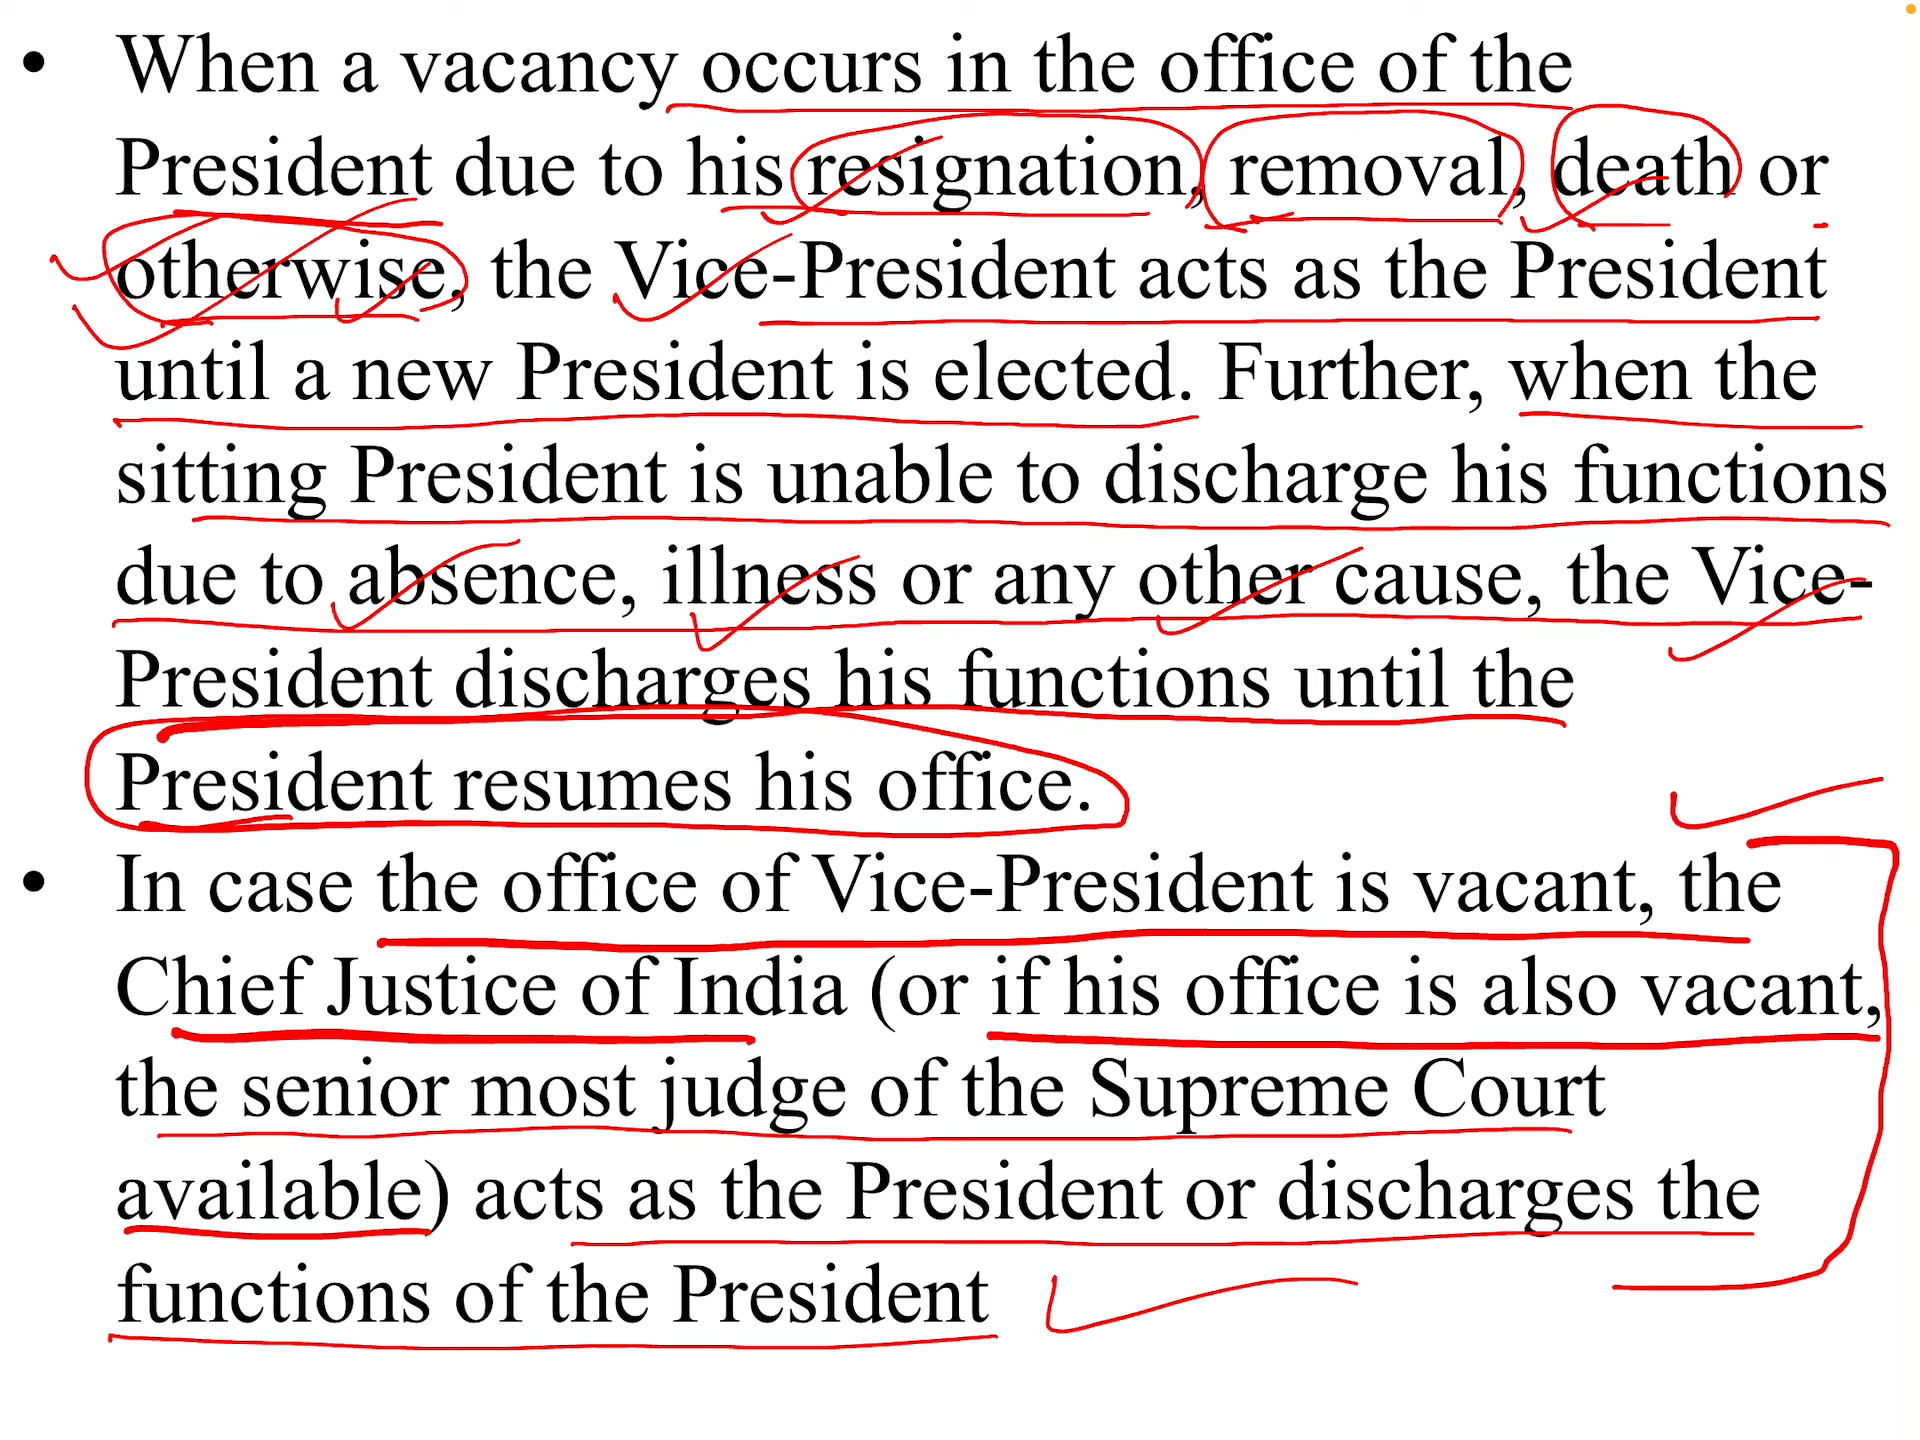 • When a vacancy occurs in the office of the
President due to his resignation, removal, death or
otherwise, the Vice-President acts as the President
until a new President is elected. Further, when the
sitting President is unable to discharge his functions
due to absence, illness or any other cause, the Vice-
President discharges his functions until the
President resumes his office.
• In case the office of Vice-President is vacant, the
Chief Justice of India (or if his office is also vacant,
the senior most judge of the Supreme Court
available) acts as the President or discharges the
functions of the President